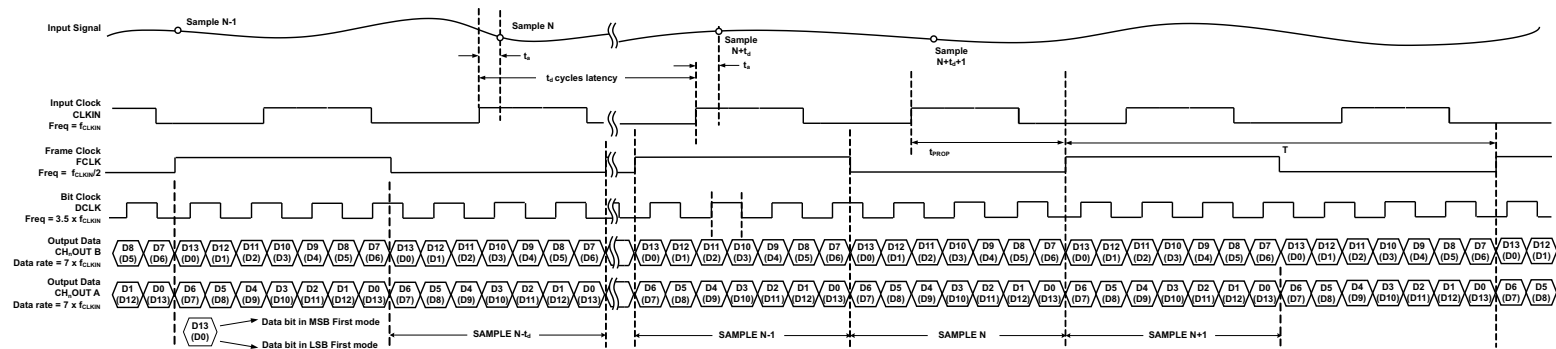 Input Signal
Sample N-1
Sample N
Sample
N+td
Sample
N+td+1
ta
ta
td cycles latency
Input Clock
CLKIN
Freq = fCLKIN
Frame Clock
FCLK
Freq = fCLKIN/2
tPROP
T
Bit Clock
DCLK
Freq = 3.5 x fCLKIN
Output Data
CHnOUT B
Data rate = 7 x fCLKIN
D8 D7 D13 D12 D11 D10 D9 D8 D7 D13 D12 D11 D10 D9 D8 D7 D13 D12 D11 D10 D9 D8 D7 D13 D12 D11 D10 D9 D8 D7 D13 D12 D11 D10 D9 D8 D7 D13 D12 D11 D10 D9 D8 D7 D13 D12
(D5) (D6) (D0) (D1) (D2) (D3) (D4) (D5) (D6) (D0) (D1) (D2) (D3) (D4) (D5) (D6) (D0) (D1) (D2) (D3) (D4) (D5) (D6) (D0) (D1) (D2) (D3) (D4) (D5) (D6) (D0) (D1) (D2) (D3) (D4) (D5) (D6) (D0) (D1) (D2) (D3) (D4) (D5) (D6) (D0) (D1)
Output Data
CHnOUT A
Data rate = 7 x fCLKIN
D1 D0 D6 D5 D4 D3 D2 D1 D0 D6 D5 D4 D3 D2 D1 D0 D6 D5 D4 D3 D2 D1 D0 D6 D5 D4 D3 D2 D1 D0 D6 D5 D4 D3 D2 D1 D0 D6 D5 D4 D3 D2 D1 D0 D6 D5
(D12) (D13) (D7) (D8) (D9) (D10) (D11) (D12) (D13) (D7) (D8) (D9) (D10) (D11) (D12) (D13) (D7) (D8) (D9) (D10) (D11) (D12) (D13) (D7) (D8) (D9) (D10) (D11) (D12) (D13) (D7) (D8) (D9) (D10) (D11) (D12) (D13) (D7) (D8) (D9) (D10) (D11) (D12) (D13) (D7) (D8)
D13
(D0)
Data bit in MSB First mode
Data bit in LSB First mode
SAMPLE N-td
SAMPLE N-1
SAMPLE N
SAMPLE N+1